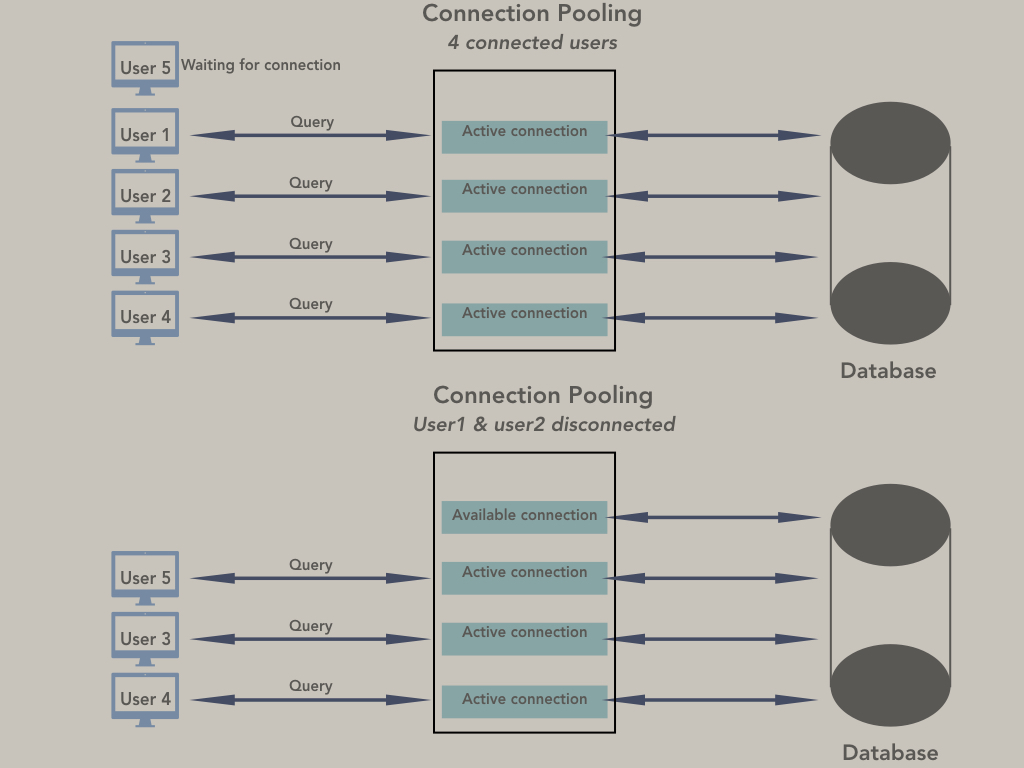 Connection Pooling
4 connected users
User 5 Waiting for connection
User 1 Query Active connection
User 2 Query Active connection
User 3 Query Active connection
User 4 Query Active connection
Database
Connection Pooling
User1 & user2 disconnected
Available connection
User 5 Query Active connection
User 3 Query Active connection
User 4 Query Active connection
Database